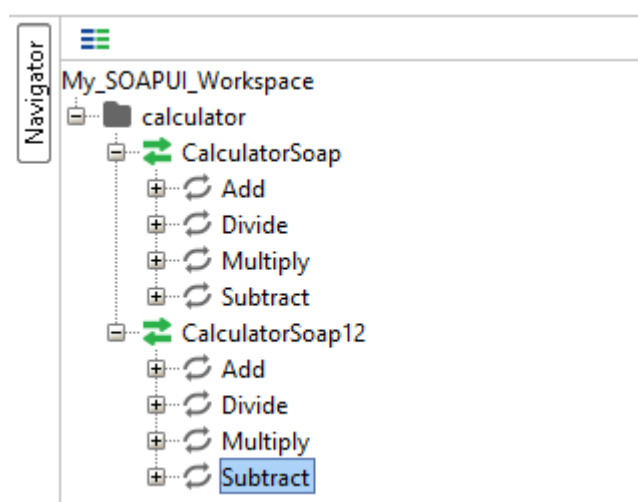 Navigator
My_SOAPUI_Workspace
calculator
CalculatorSoap
Add
Divide
Multiply
Subtract
CalculatorSoap12
Add
Divide
Multiply
Subtract